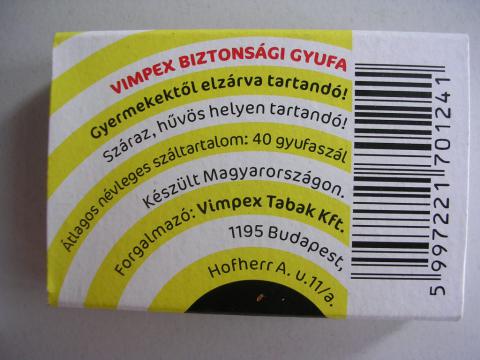 VIMPEX BIZTONSÁGI GYUFA
Gyermekektől elzárva tartandó!
Száraz, hűvös helyen tartandó!
Átlagos névleges száltartalom: 40 gyufaszál
Készült Magyarországon.
Forgalmazó: Vimpex Tabak Kft.
1195 Budapest,
Hofherr A. u.11/a.
5 997221 701241